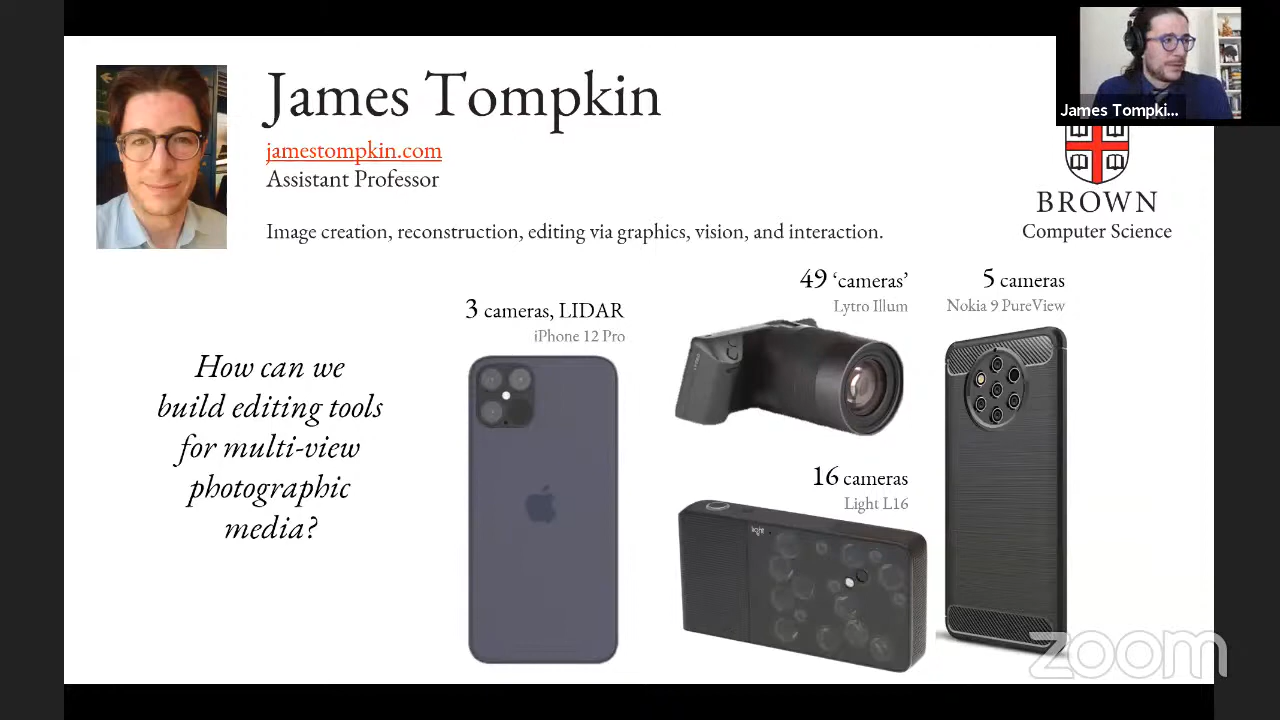 James Tompkin
jamestompkin.com
Assistant Professor
Image creation, reconstruction, editing via graphics, vision, and interaction.
James Tompki...
BROWN
Computer Science
How can we
build editing tools
for multi-view
photographic
media?
3 cameras, LIDAR
iPhone 12 Pro
49 ‘cameras’
Lytro Illum
5 cameras
Nokia 9 PureView
16 cameras
Light L16
light
zoom